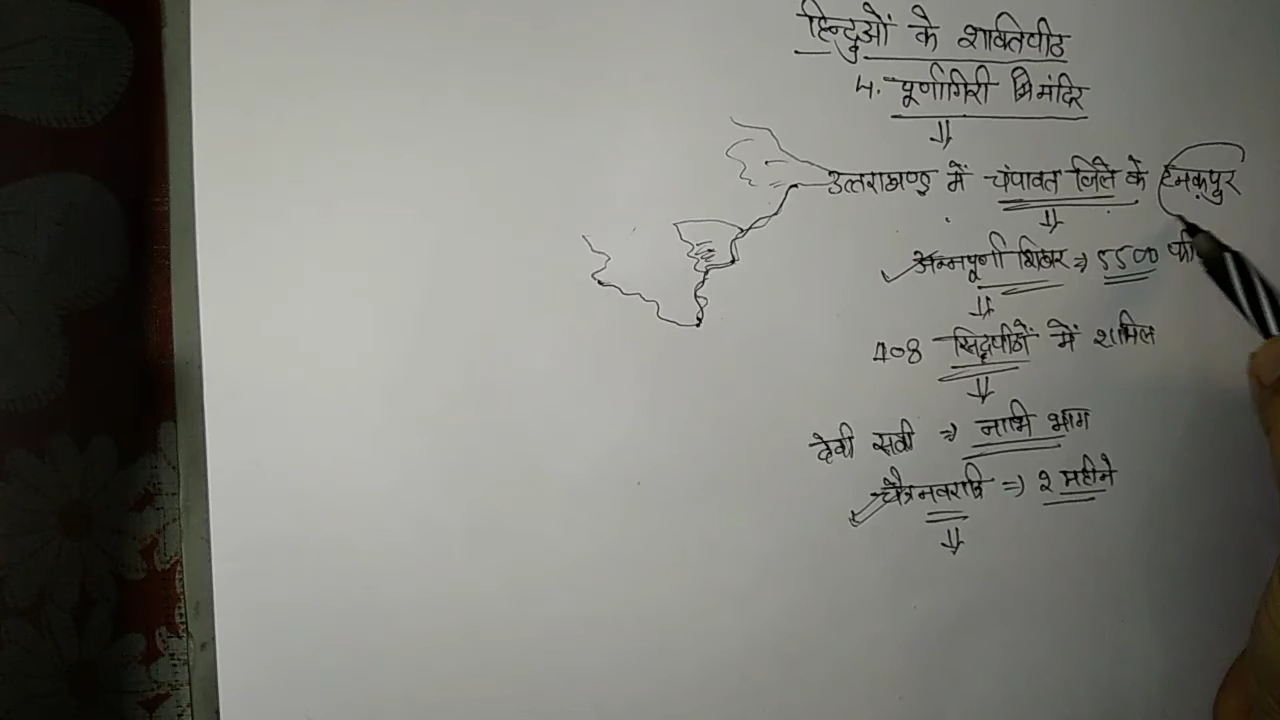 हिन्दुओं के शक्तिपीठ
4. पूर्णागिरी मंदिर
उत्तराखण्ड में चंपावत जिले के टनकपुर
अन्नपूर्णा शिखर ⇒ 5500
108 सिद्धपीठों में शामिल
देवी सती ⇒ नाभि भाग
चैत्र नवरात्रि ⇒ 2 महीने